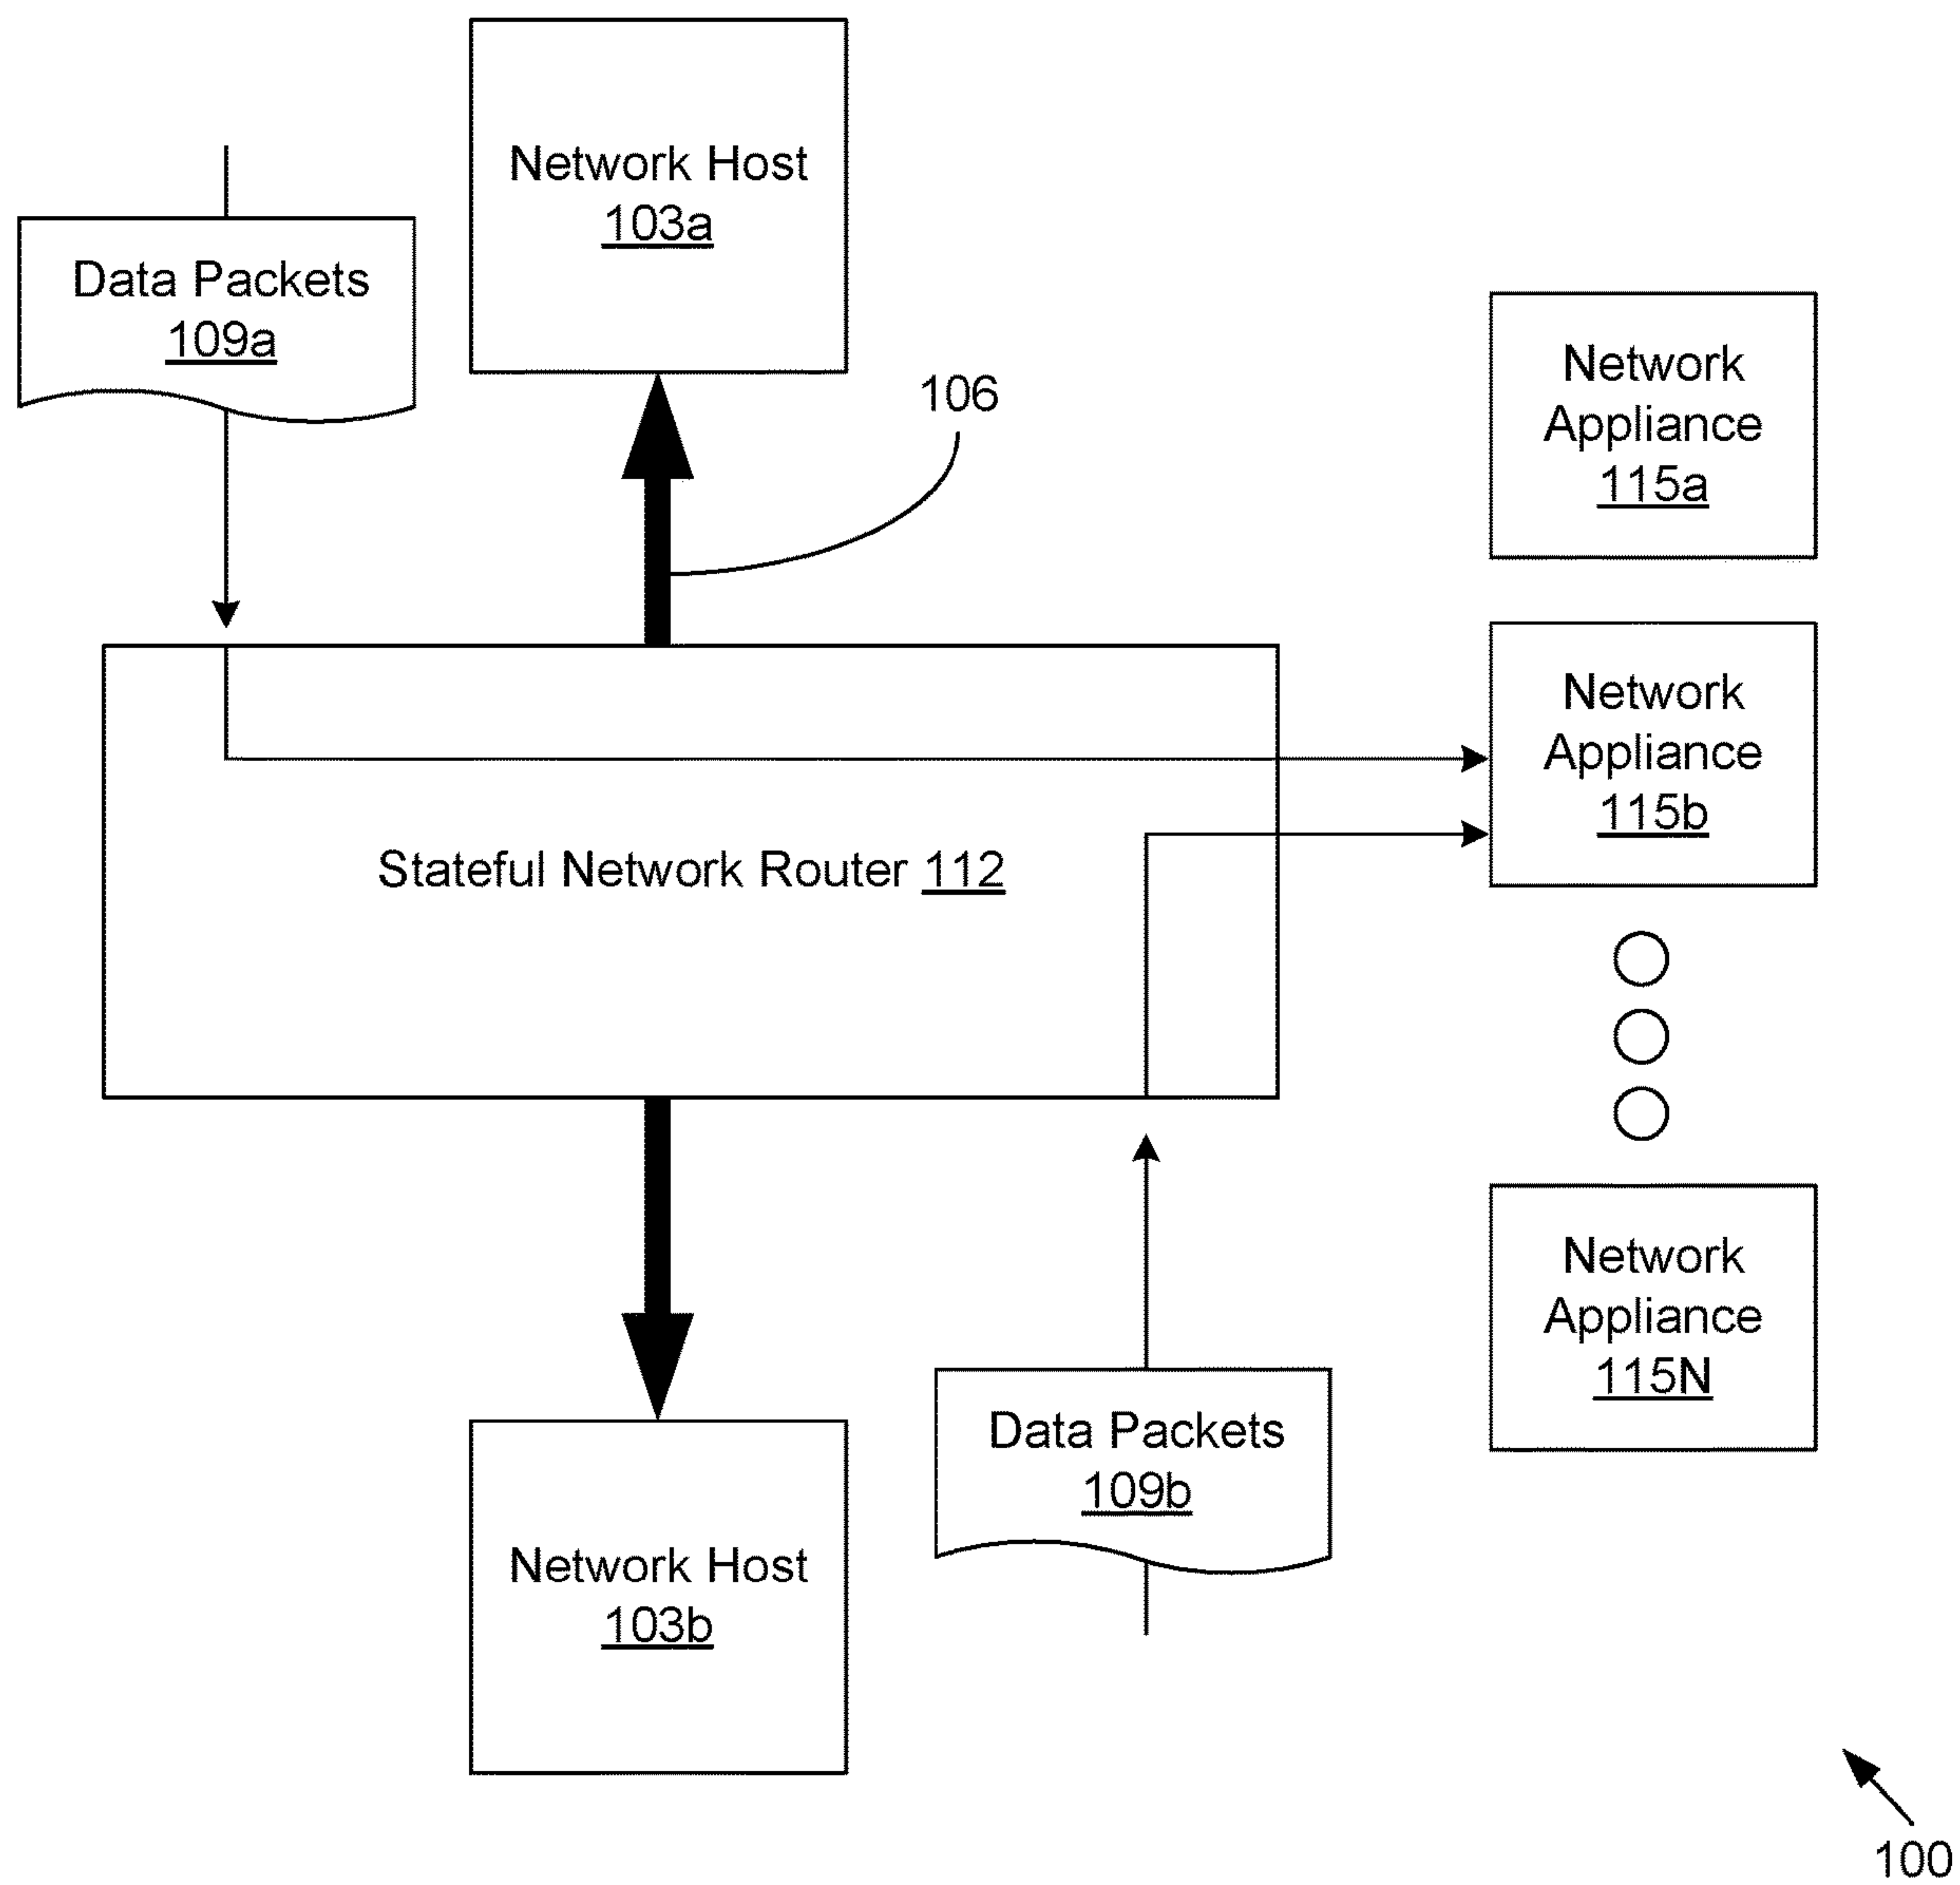 Network Host
103a
Data Packets
109a
106
Network
Appliance
115a
Network
Appliance
115b
Stateful Network Router 112
Network
Appliance
115N
Data Packets
109b
Network Host
103b
100